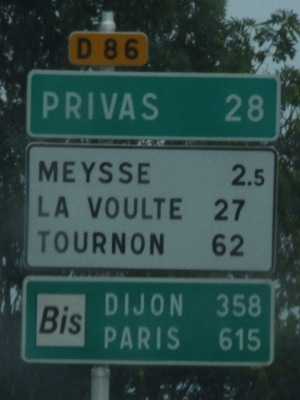 D 86
PRIVAS 28
MEYSSE 2.5
LA VOULTE 27
TOURNON 62
Bis
DIJON 358
PARIS 615